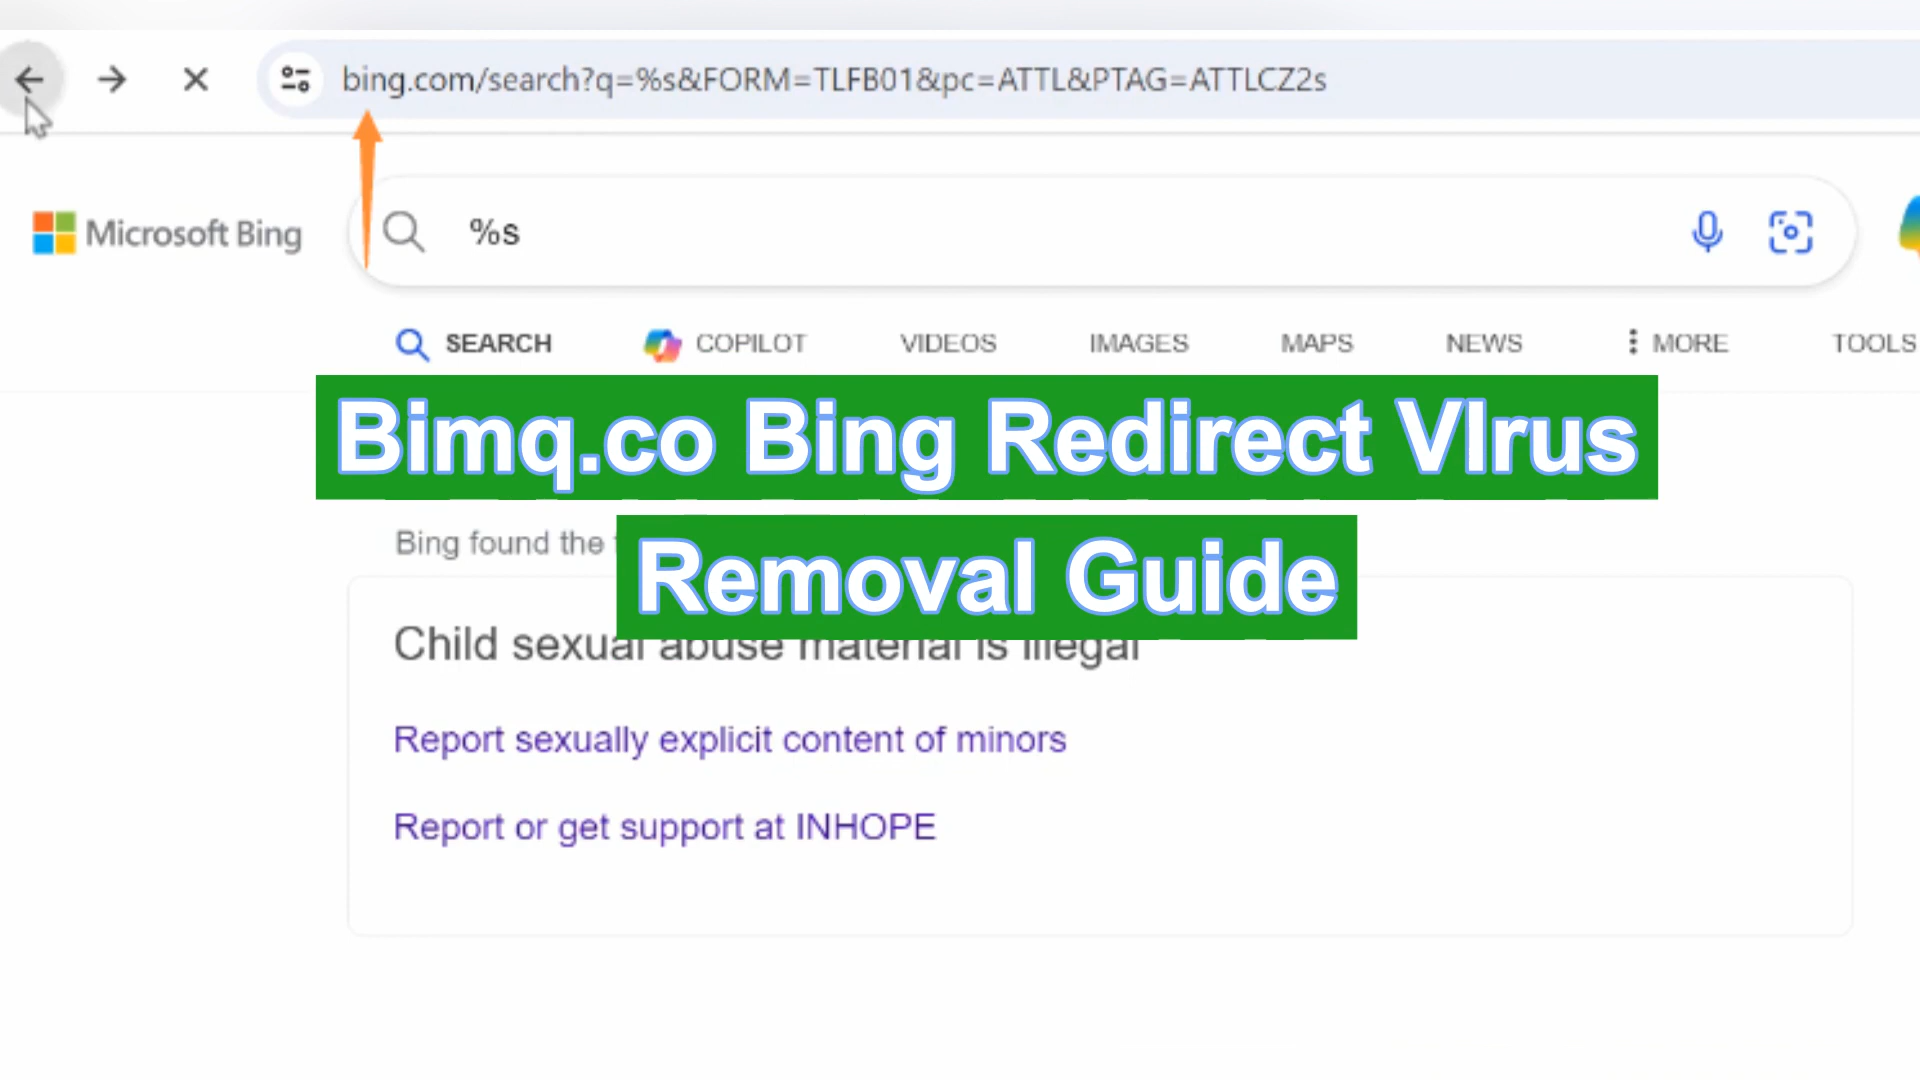 bing.com/search?q=%s&FORM=TLFB01&pc=ATTL&PTAG=ATTLCZ2s
Microsoft Bing
%s
SEARCH COPILOT VIDEOS IMAGES MAPS NEWS MORE TOOLS
Bimq.co Bing Redirect VIrus
Bing found the
Removal Guide
Child sexual abuse material is illegal
Report sexually explicit content of minors
Report or get support at INHOPE